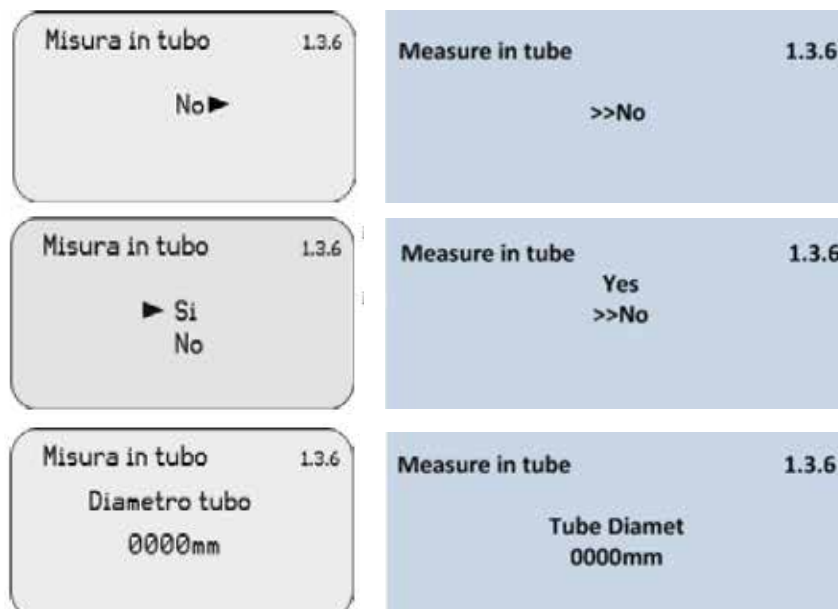 Misura in tubo 1.3.6
No►
Measure in tube 1.3.6
>>No
Misura in tubo 1.3.6
► Si
No
Measure in tube 1.3.6
Yes
>>No
Misura in tubo 1.3.6
Diametro tubo
0000mm
Measure in tube 1.3.6
Tube Diamet
0000mm